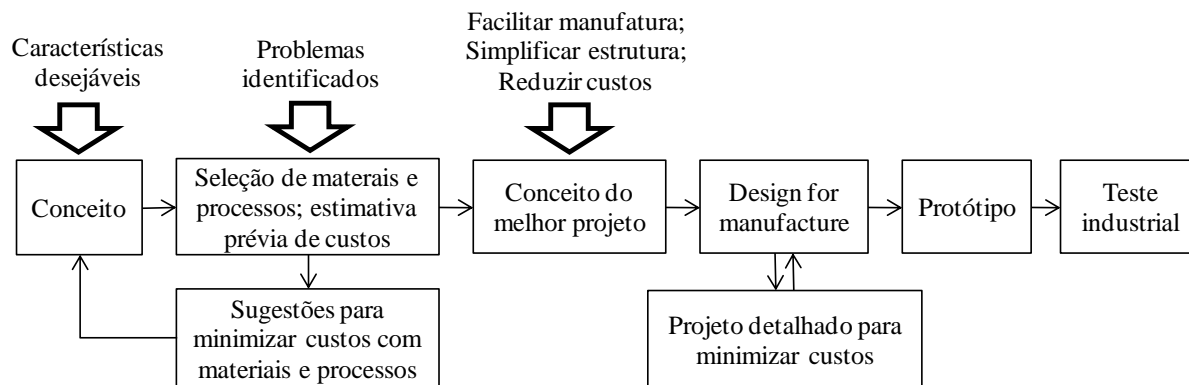 Características
desejáveis
Problemas
identificados
Facilitar manufatura;
Simplificar estrutura;
Reduzir custos
Conceito
Seleção de materais e
processos; estimativa
prévia de custos
Conceito do
melhor projeto
Design for
manufacture
Protótipo
Teste
industrial
Sugestões para
minimizar custos com
materiais e processos
Projeto detalhado para
minimizar custos